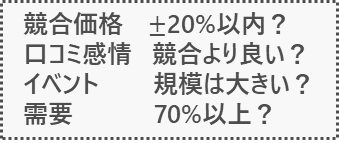 競合価格　±20%以内？
口コミ感情　競合より良い？
イベント　　規模は大きい？
需要　　　　70%以上？